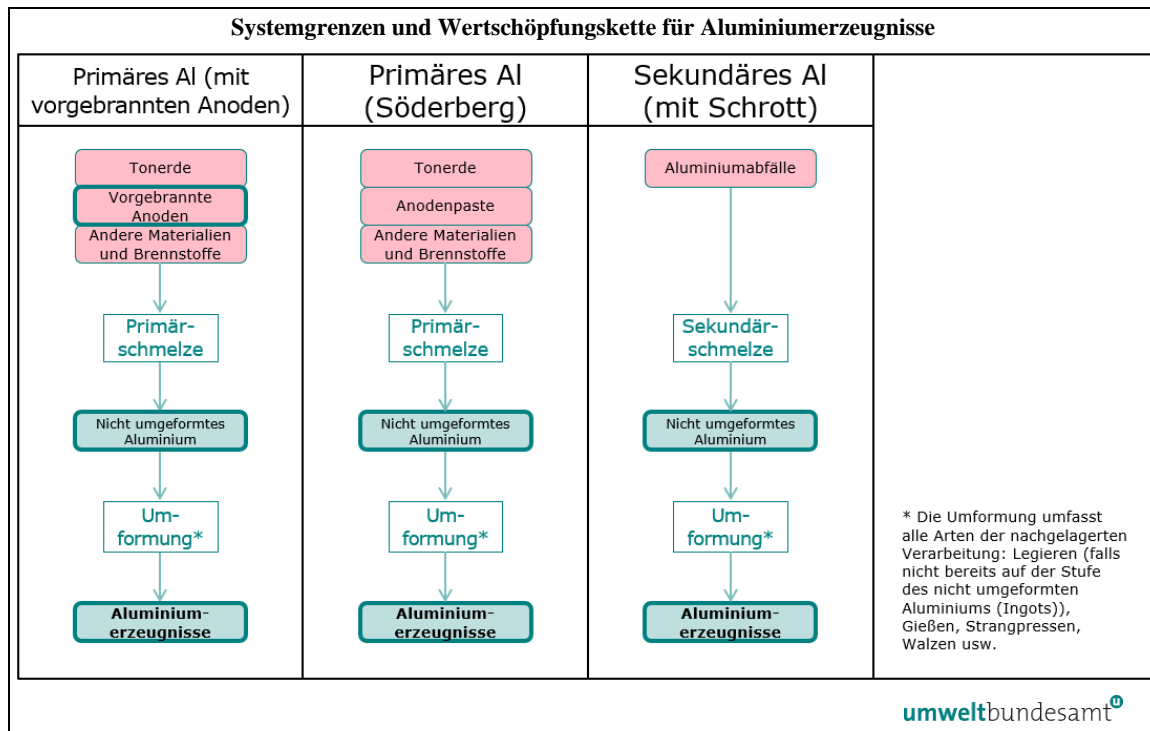 Systemgrenzen und Wertschöpfungskette für Aluminiumerzeugnisse
Primäres Al (mit
vorgebrannten Anoden)
Tonerde
Vorgebrannte
Anoden
Andere Materialien
und Brennstoffe
Primär-
schmelze
Nicht umgeformtes
Aluminium
Um-
formung*
Aluminium-
erzeugnisse
Primäres Al
(Söderberg)
Tonerde
Anodenpaste
Andere Materialien
und Brennstoffe
Primär-
schmelze
Nicht umgeformtes
Aluminium
Um-
formung*
Aluminium-
erzeugnisse
Sekundäres Al
(mit Schrott)
Aluminiumabfälle
Sekundär-
schmelze
Nicht umgeformtes
Aluminium
Um-
formung*
Aluminium-
erzeugnisse
* Die Umformung umfasst
alle Arten der nachgelagerten
Verarbeitung: Legieren (falls
nicht bereits auf der Stufe
des nicht umgeformten
Aluminiums (Ingots)),
Gießen, Strangpressen,
Walzen usw.
umweltbundesamt u